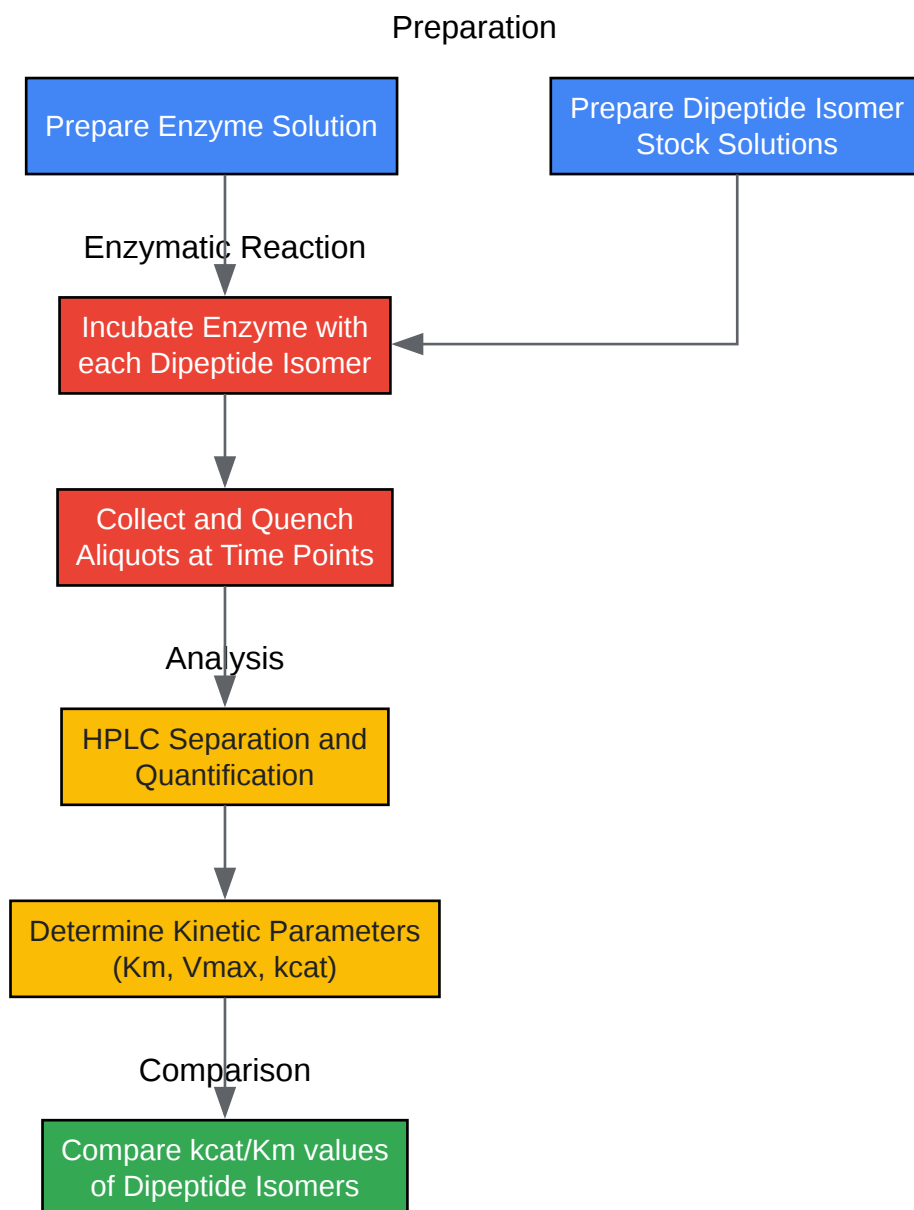 Preparation
Prepare Enzyme Solution
Prepare Dipeptide Isomer
Stock Solutions
Enzymatic Reaction
Incubate Enzyme with
each Dipeptide Isomer
Collect and Quench
Aliquots at Time Points
Analysis
HPLC Separation and
Quantification
Determine Kinetic Parameters
(Km, Vmax, kcat)
Comparison
Compare kcat/Km values
of Dipeptide Isomers